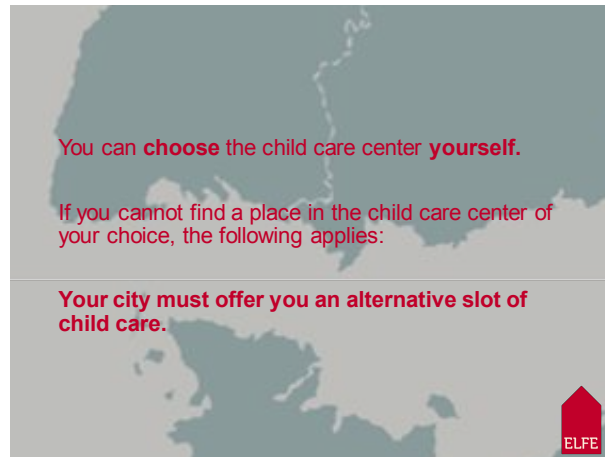 You can choose the child care center yourself.
If you cannot find a place in the child care center of
your choice, the following applies:
Your city must offer you an alternative slot of
child care.
ELFE